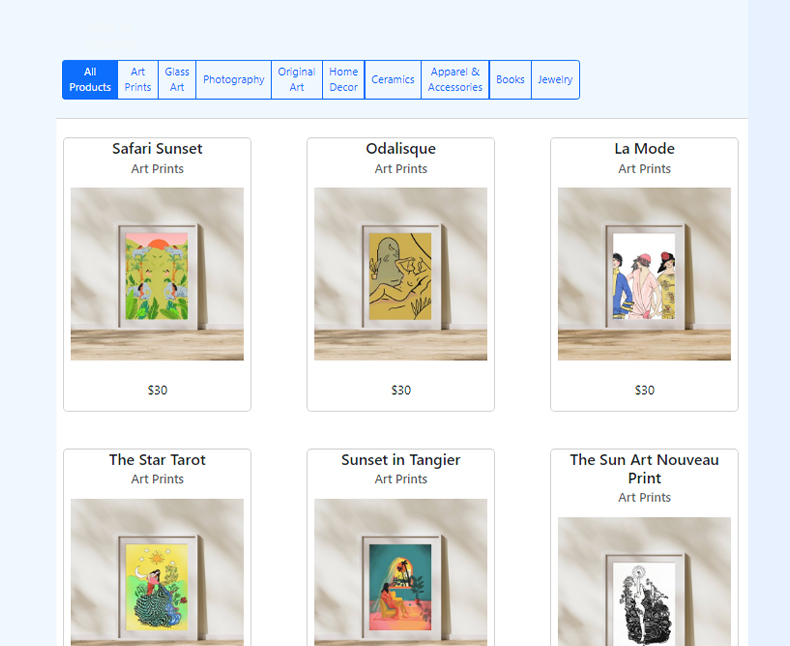 All
Products
Art
Prints
Glass
Art
Photography
Original
Art
Home
Decor
Ceramics
Apparel &
Accessories
Books
Jewelry
Safari Sunset
Art Prints
$30
Odalisque
Art Prints
$30
La Mode
Art Prints
$30
The Star Tarot
Art Prints
Sunset in Tangier
Art Prints
The Sun Art Nouveau
Print
Art Prints